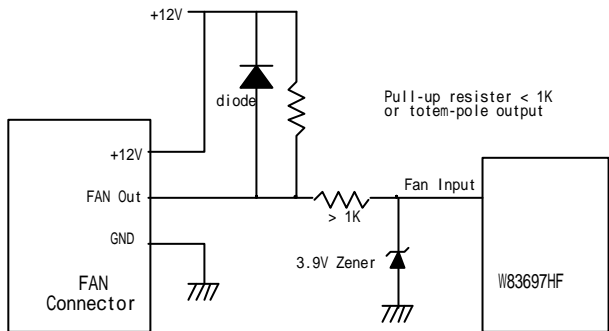 +12V
diode
Pull-up resister < 1K
or totem-pole output
+12V
FAN Out
Fan Input
> 1K
GND
3.9V Zener
FAN
Connector
W83697HF